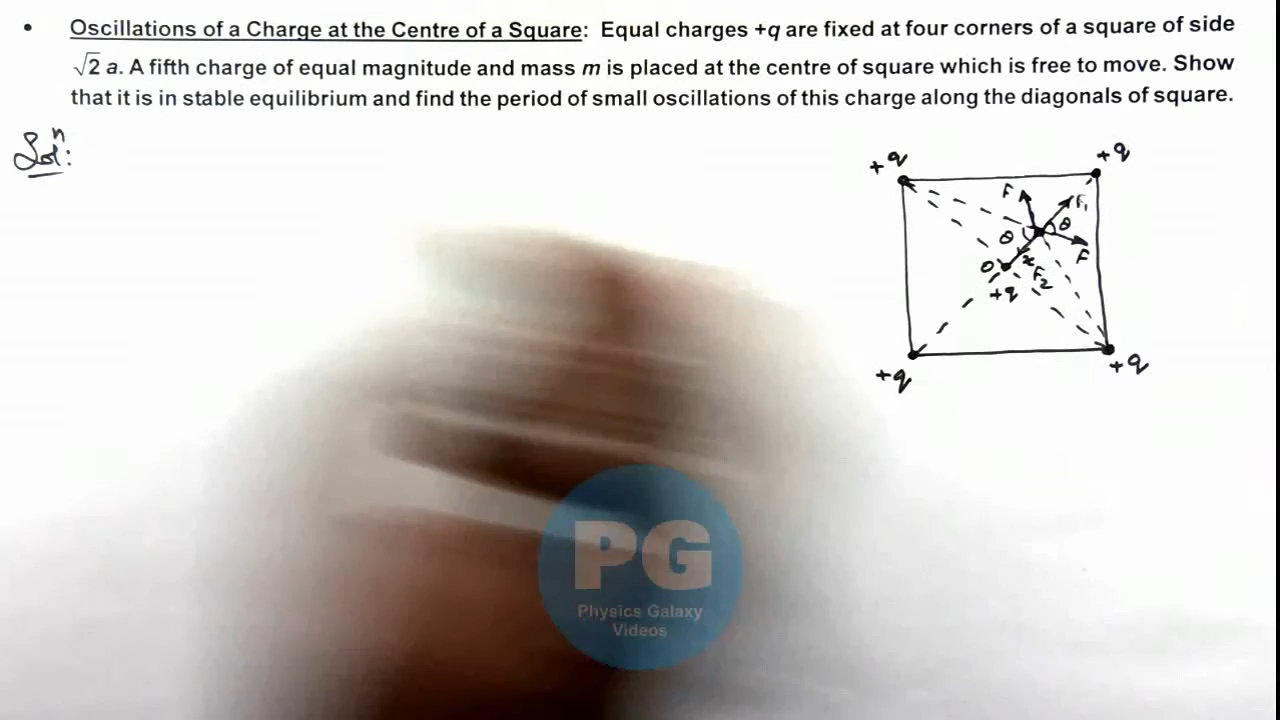 • Oscillations of a Charge at the Centre of a Square: Equal charges +q are fixed at four corners of a square of side
√2 a. A fifth charge of equal magnitude and mass m is placed at the centre of square which is free to move. Show
that it is in stable equilibrium and find the period of small oscillations of this charge along the diagonals of square.
Solⁿ:
+q
+q
F
F₁
θ
θ
F
O
x
F₂
+q
+q
+q
PG
Physics Galaxy
Videos